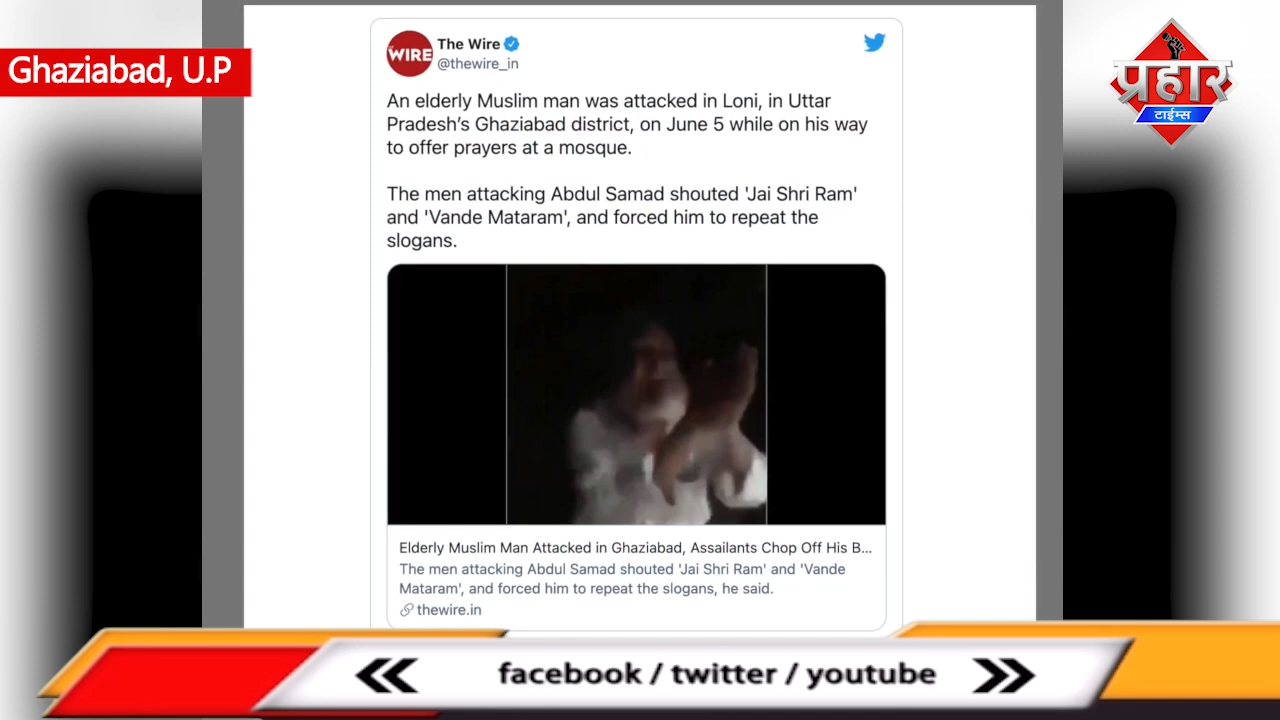 Ghaziabad, U.P
प्रहार
टाईम्स
WIRE
The Wire
@thewire_in
An elderly Muslim man was attacked in Loni, in Uttar
Pradesh's Ghaziabad district, on June 5 while on his way
to offer prayers at a mosque.
The men attacking Abdul Samad shouted 'Jai Shri Ram'
and 'Vande Mataram', and forced him to repeat the
slogans.
Elderly Muslim Man Attacked in Ghaziabad, Assailants Chop Off His B...
The men attacking Abdul Samad shouted 'Jai Shri Ram' and 'Vande
Mataram', and forced him to repeat the slogans, he said.
thewire.in
facebook / twitter / youtube